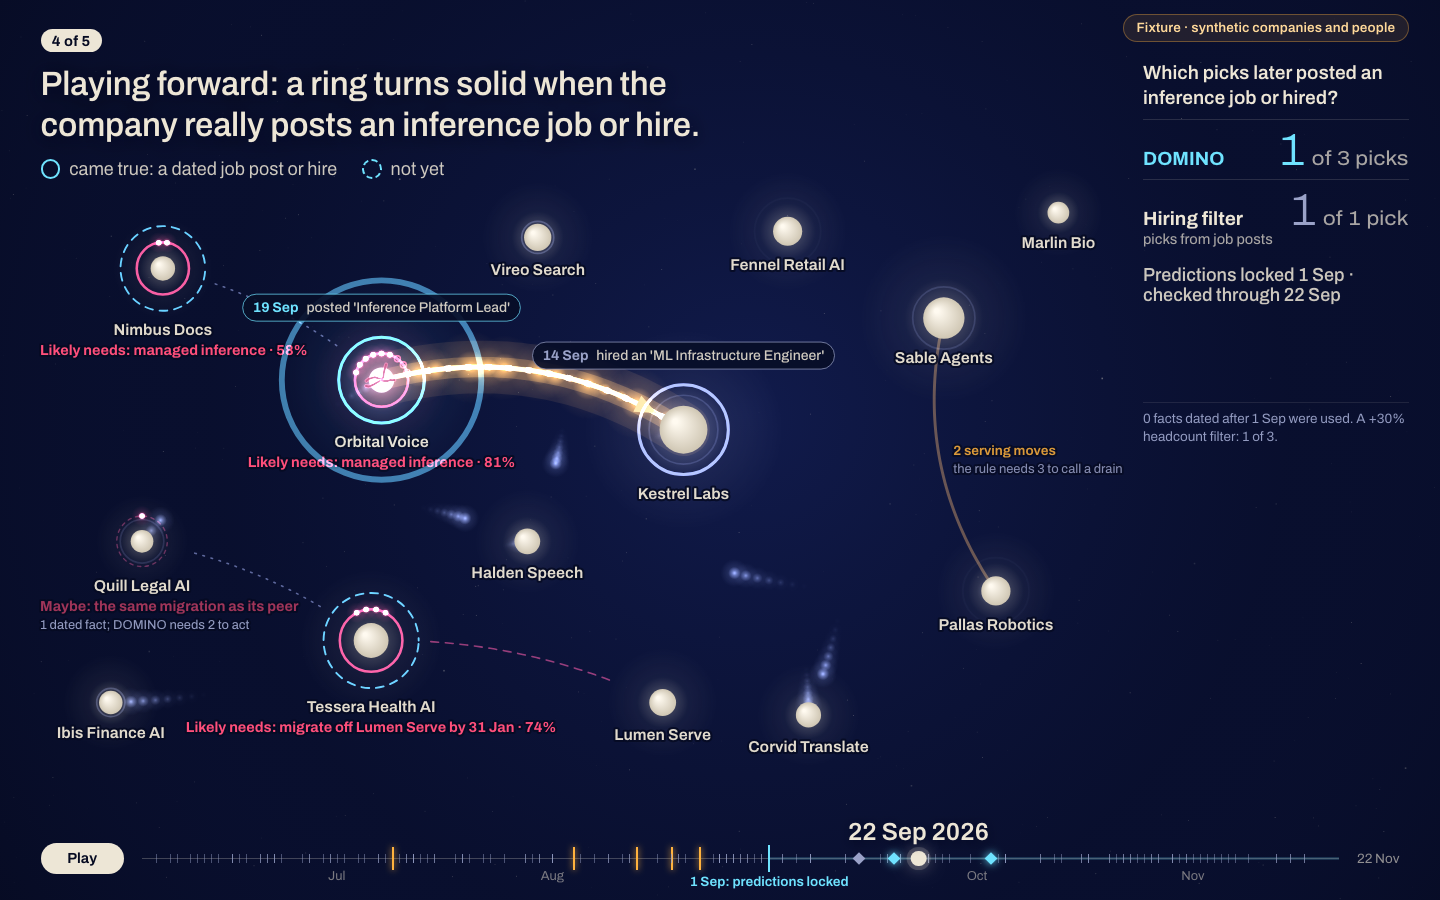 4 of 5
Fixture · synthetic companies and people
Playing forward: a ring turns solid when the
company really posts an inference job or hire.
came true: a dated job post or hire
not yet
Which picks later posted an
inference job or hired?
DOMINO
1 of 3 picks
Hiring filter
1 of 1 pick
picks from job posts
Predictions locked 1 Sep ·
checked through 22 Sep
0 facts dated after 1 Sep were used. A +30%
headcount filter: 1 of 3.
Vireo Search
Fennel Retail AI
Marlin Bio
Nimbus Docs
Likely needs: managed inference · 58%
19 Sep posted 'Inference Platform Lead'
14 Sep hired an 'ML Infrastructure Engineer'
Sable Agents
Orbital Voice
Likely needs: managed inference · 81%
Kestrel Labs
2 serving moves
the rule needs 3 to call a drain
Halden Speech
Quill Legal AI
Maybe: the same migration as its peer
1 dated fact; DOMINO needs 2 to act
Pallas Robotics
Tessera Health AI
Likely needs: migrate off Lumen Serve by 31 Jan · 74%
Ibis Finance AI
Lumen Serve
Corvid Translate
22 Sep 2026
Play
22 Nov
Jul
Aug
1 Sep: predictions locked
Oct
Nov